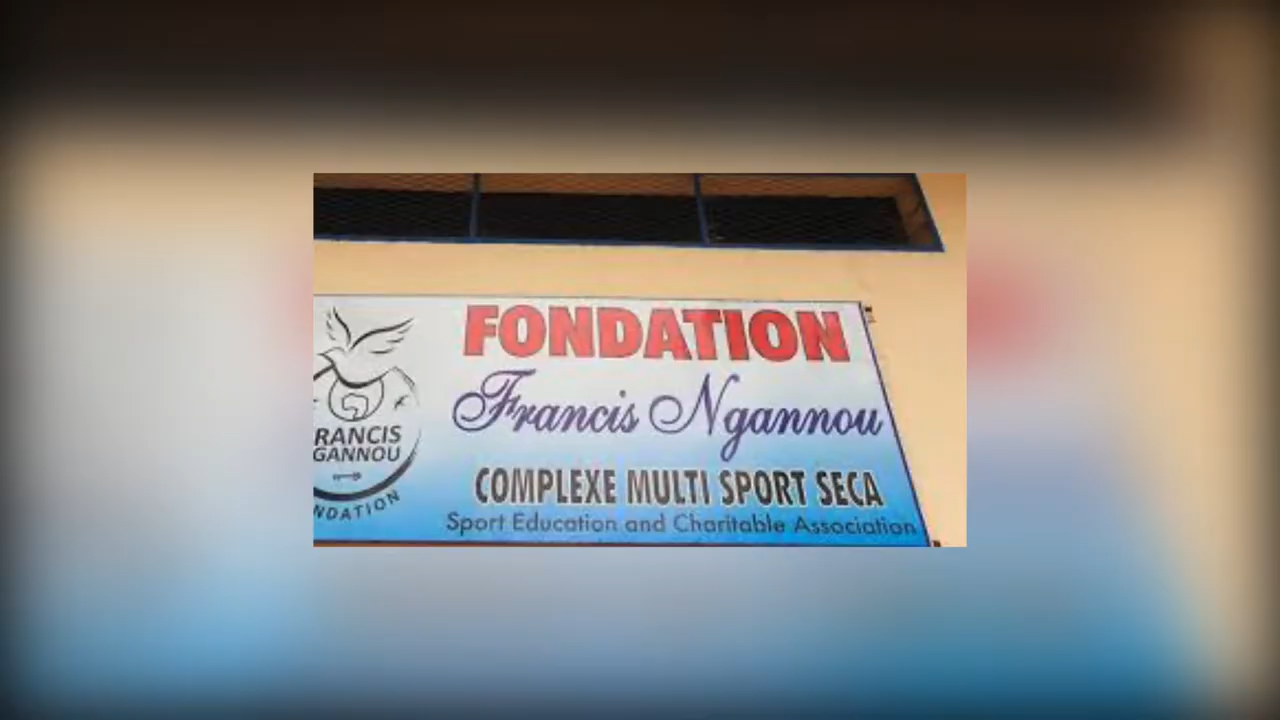 FONDATION
Francis Ngannou
COMPLEXE MULTI SPORT SECA
Sport Education and Charitable Association
RANCIS
GANNOU
NDATION